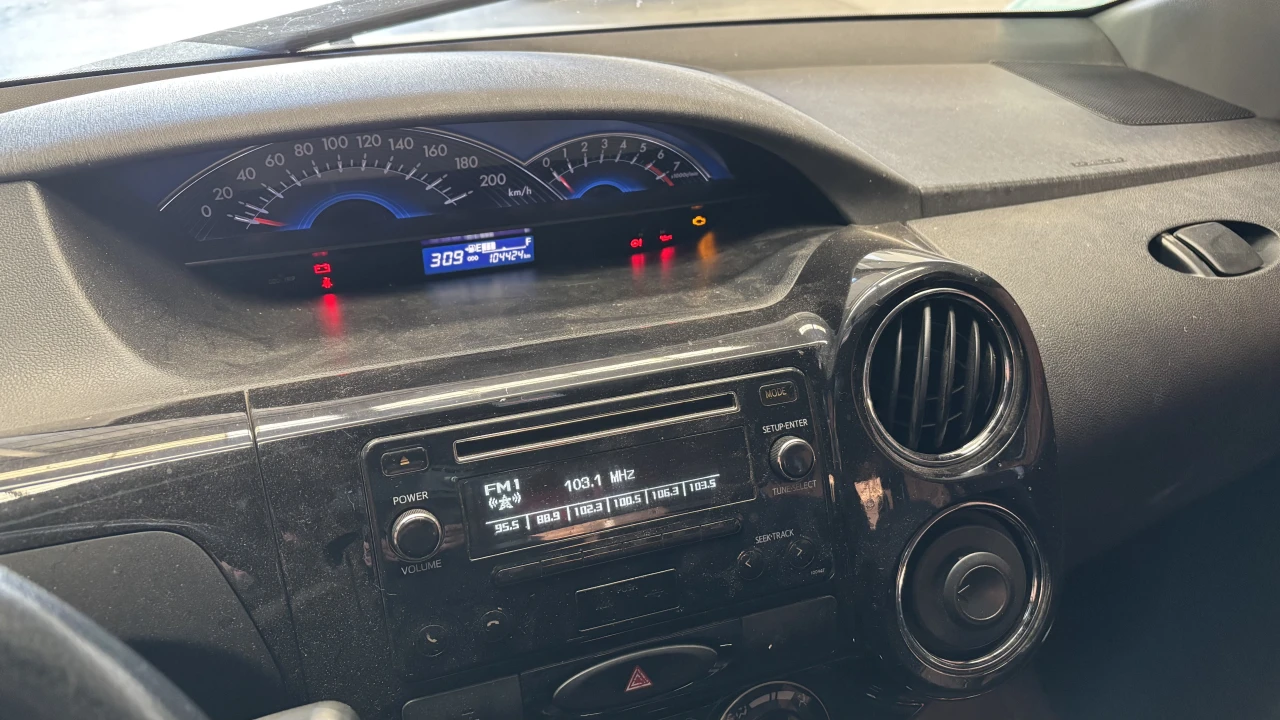 0 20 40 60 80 100 120 140 160 180 200 km/h
0 1 2 3 4 5 6 7
E F
309 104424 km
MODE
SETUP·ENTER
POWER
FM1 103.1 MHz
95.5 88.9 102.3 100.5 106.3 103.5
TUNE·SELECT
VOLUME
SEEK·TRACK